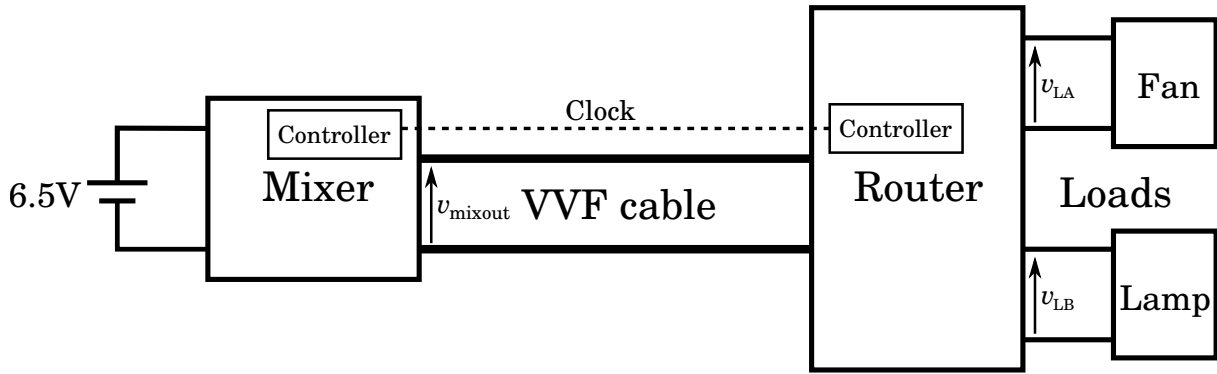 6.5V
Controller
Mixer
Clock
v_mixout
VVF cable
Controller
Router
v_LA
Fan
Loads
v_LB
Lamp